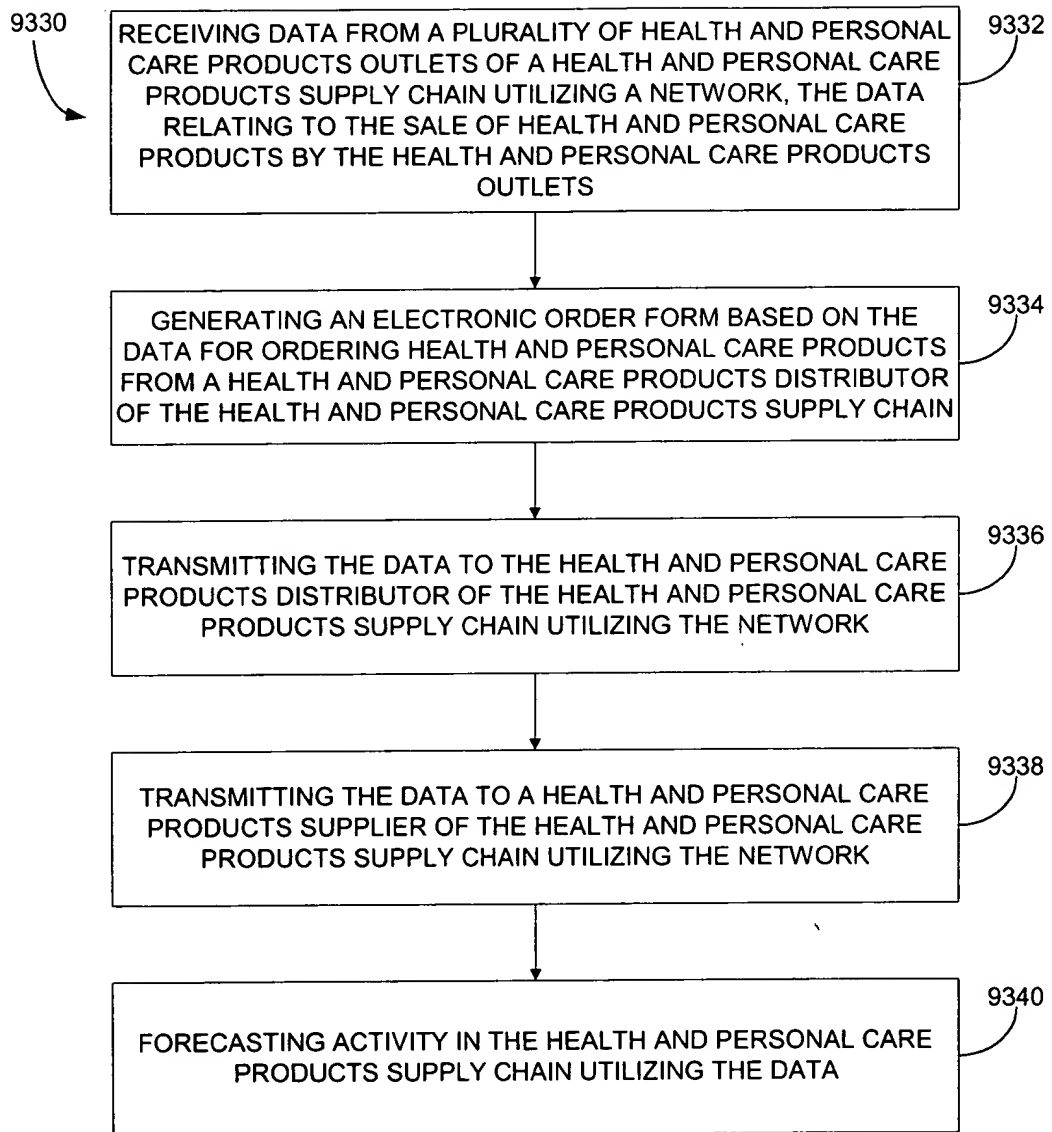 9330
RECEIVING DATA FROM A PLURALITY OF HEALTH AND PERSONAL
CARE PRODUCTS OUTLETS OF A HEALTH AND PERSONAL CARE
PRODUCTS SUPPLY CHAIN UTILIZING A NETWORK, THE DATA
RELATING TO THE SALE OF HEALTH AND PERSONAL CARE
PRODUCTS BY THE HEALTH AND PERSONAL CARE PRODUCTS
OUTLETS
9332
GENERATING AN ELECTRONIC ORDER FORM BASED ON THE
DATA FOR ORDERING HEALTH AND PERSONAL CARE PRODUCTS
FROM A HEALTH AND PERSONAL CARE PRODUCTS DISTRIBUTOR
OF THE HEALTH AND PERSONAL CARE PRODUCTS SUPPLY CHAIN
9334
TRANSMITTING THE DATA TO THE HEALTH AND PERSONAL CARE
PRODUCTS DISTRIBUTOR OF THE HEALTH AND PERSONAL CARE
PRODUCTS SUPPLY CHAIN UTILIZING THE NETWORK
9336
TRANSMITTING THE DATA TO A HEALTH AND PERSONAL CARE
PRODUCTS SUPPLIER OF THE HEALTH AND PERSONAL CARE
PRODUCTS SUPPLY CHAIN UTILIZING THE NETWORK
9338
FORECASTING ACTIVITY IN THE HEALTH AND PERSONAL CARE
PRODUCTS SUPPLY CHAIN UTILIZING THE DATA
9340